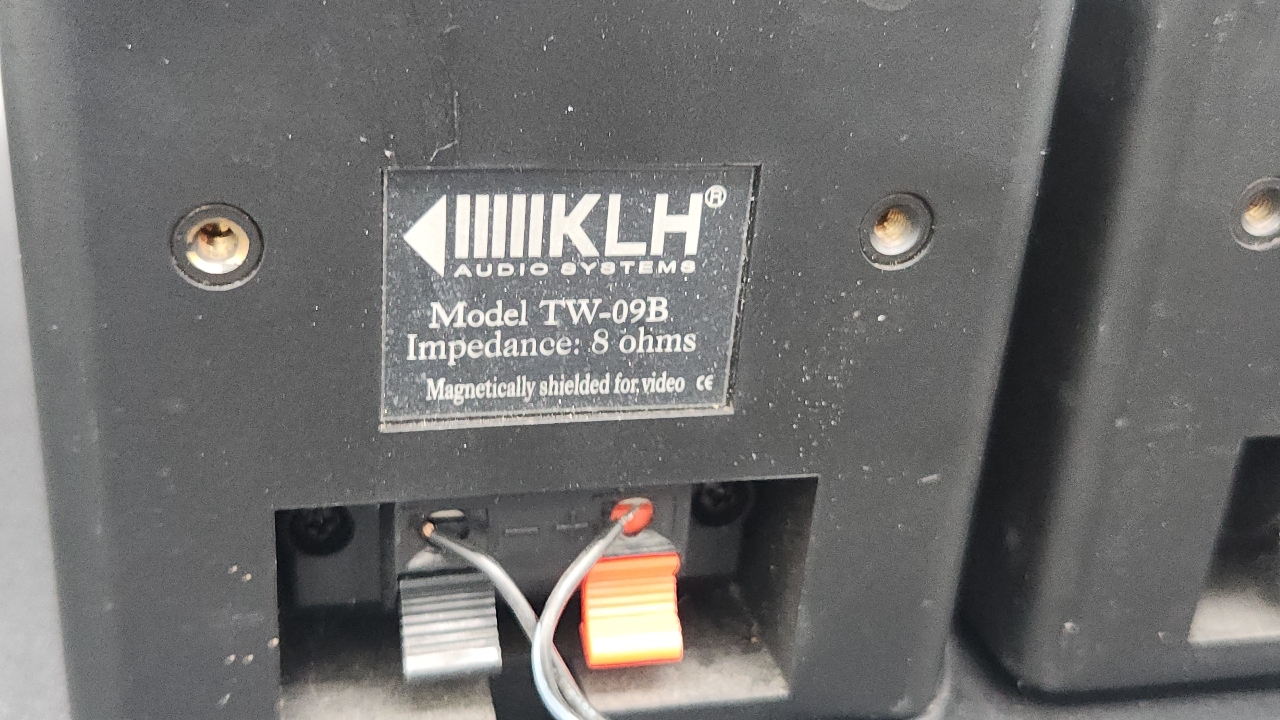 KLH®
AUDIO SYSTEMS
Model TW-09B
Impedance: 8 ohms
Magnetically shielded for video CE
− +